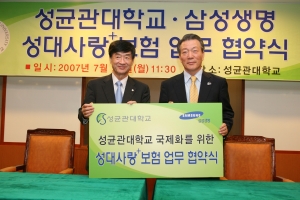 성균관대학교·삼성생명
성대사랑⁺보험 업무 협약식
■ 일시 : 2007년 7월 (월) 11:30 소 : 성균관대학교
성균관대학교 SAMSUNG
성균관대학교 국제화를 위한
성대사랑⁺보험 업무 협약식